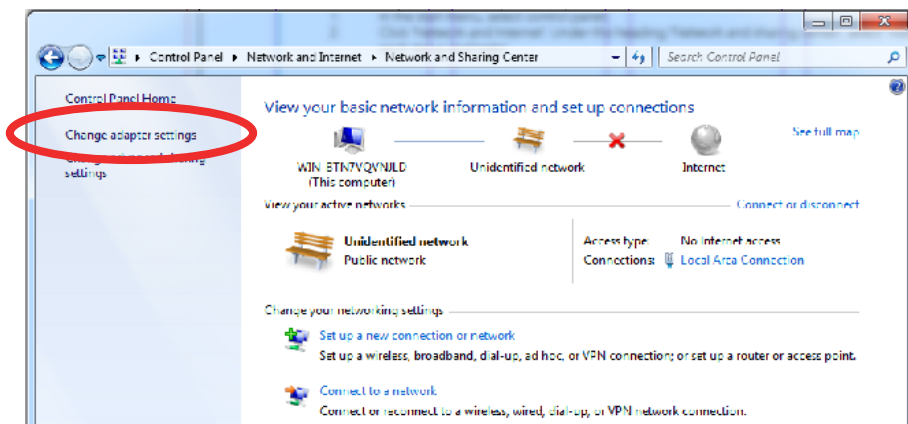 Control Panel ▸ Network and Internet ▸ Network and Sharing Center
Search Control Panel
Control Panel Home
Change adapter settings
settings
View your basic network information and set up connections
See full map
(This computer)
Unidentified network
Internet
View your active networks
Connect or disconnect
Unidentified network
Public network
Access type: No Internet access
Connections: Local Area Connection
Change your networking settings
Set up a new connection or network
Set up a wireless, broadband, dial-up, ad hoc, or VPN connection; or set up a router or access point.
Connect to a network
Connect or reconnect to a wireless, wired, dial-up, or VPN network connection.